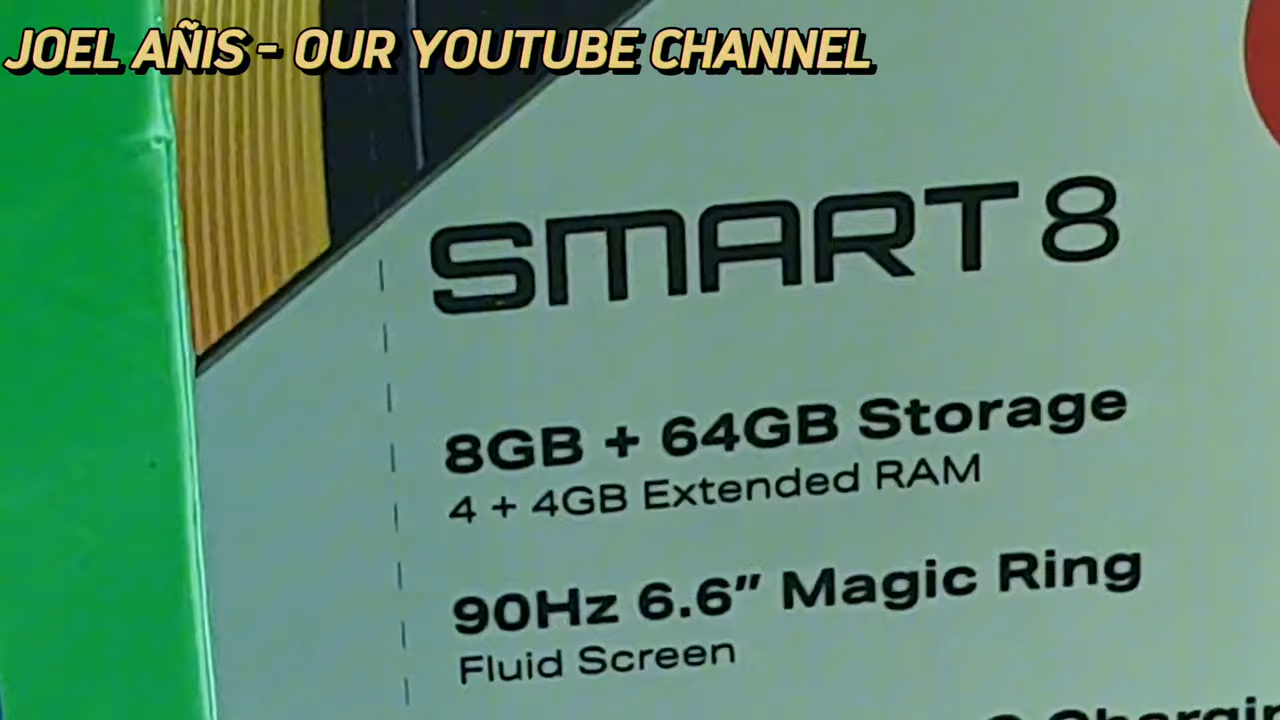 JOEL AÑIS - OUR YOUTUBE CHANNEL
SMART 8
8GB + 64GB Storage
4 + 4GB Extended RAM
90Hz 6.6” Magic Ring
Fluid Screen